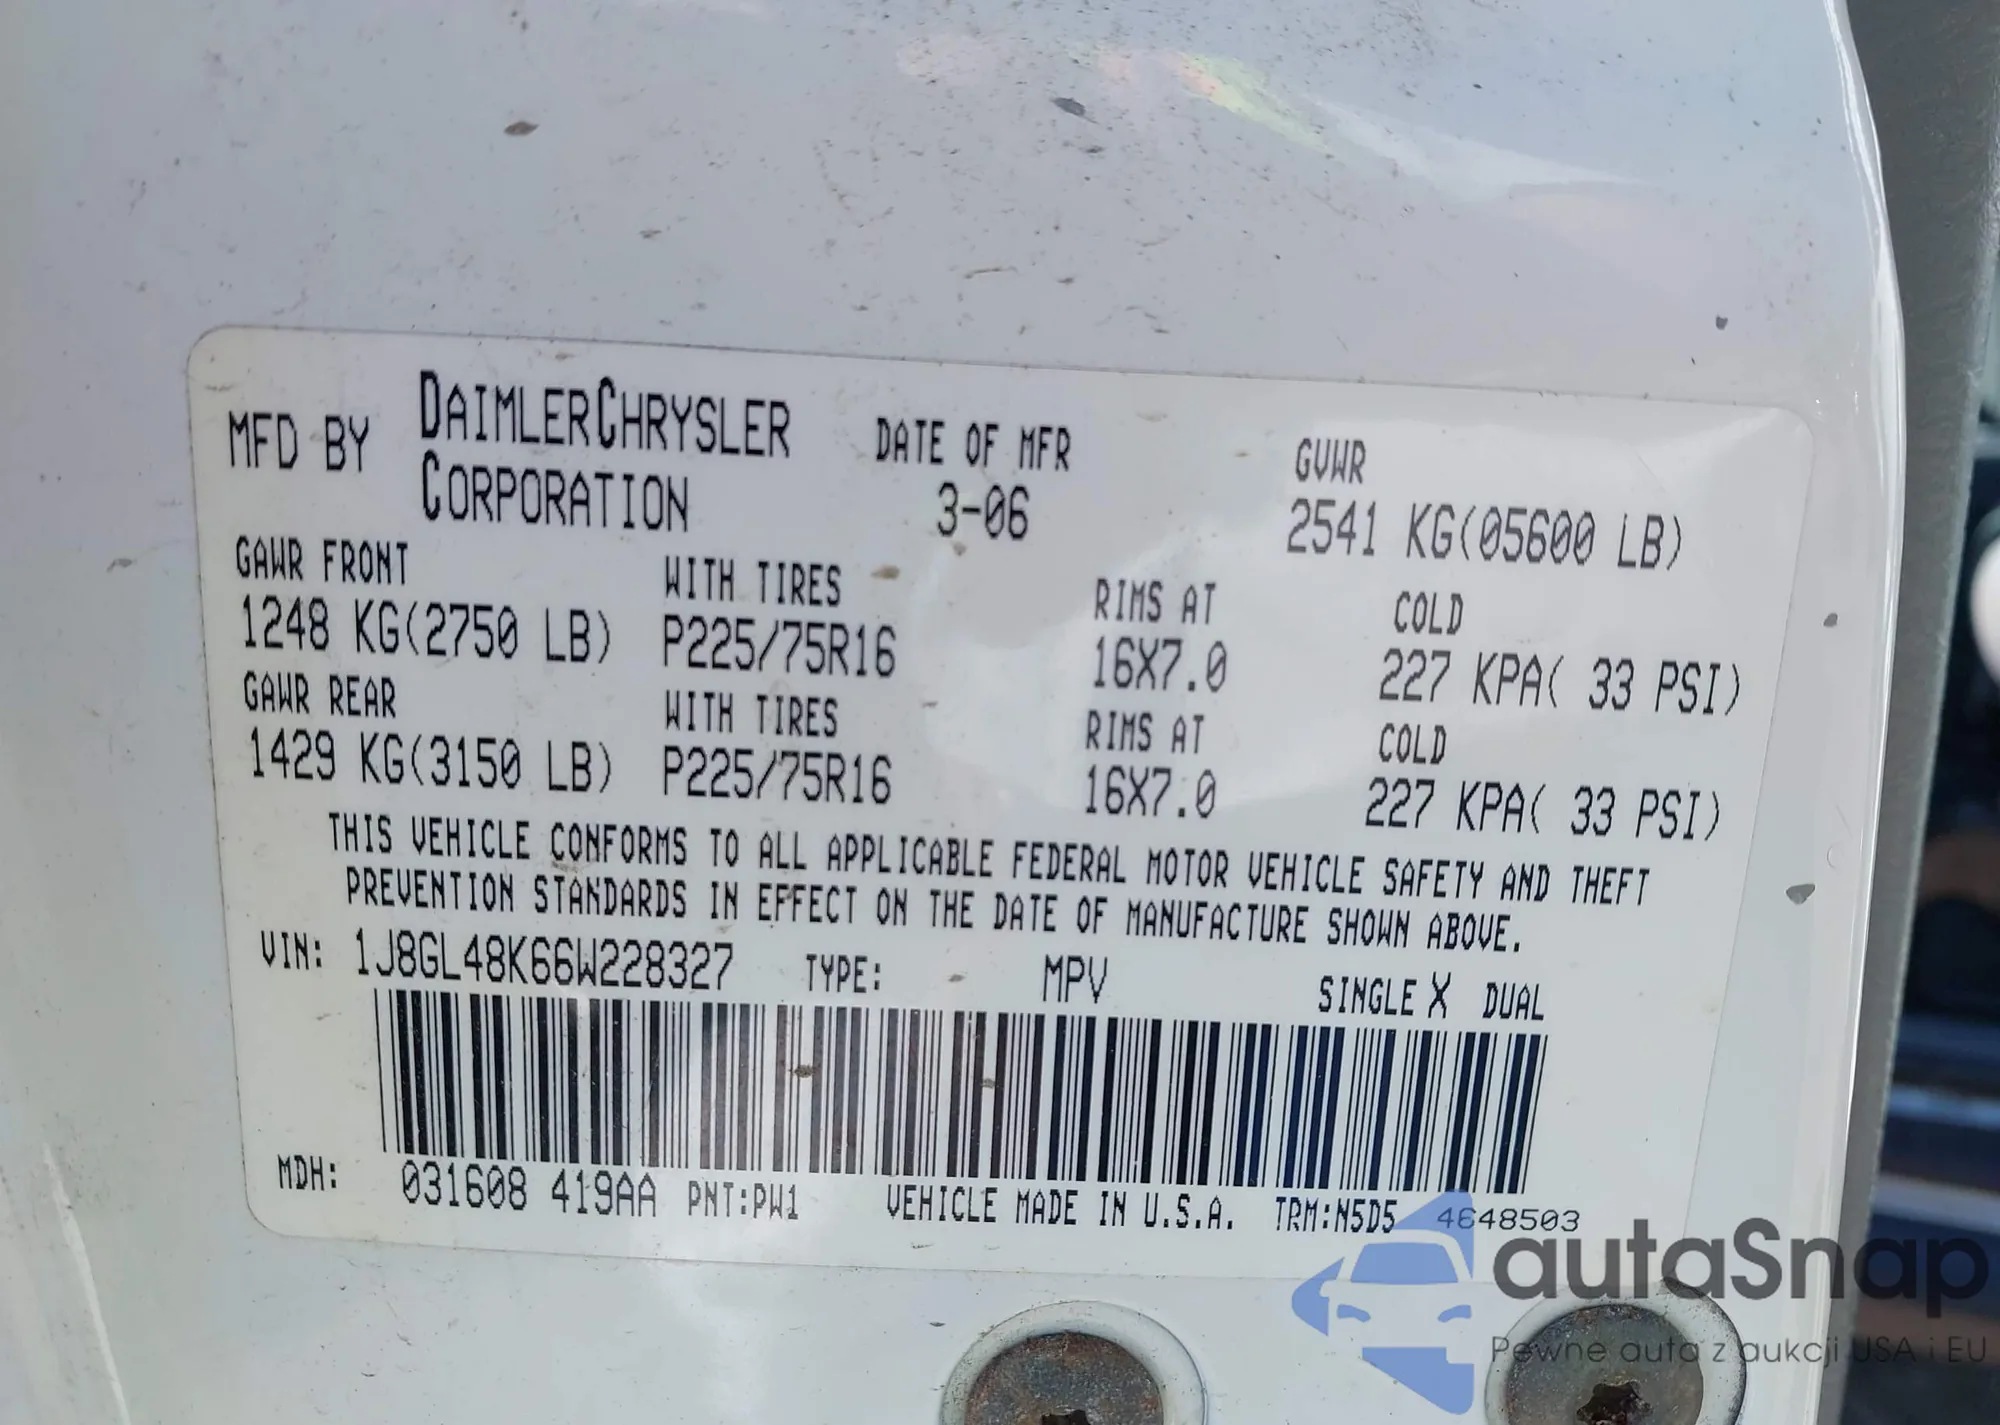 MFD BY DAIMLERCHRYSLER CORPORATION DATE OF MFR 3-06 GVWR 2541 KG(05600 LB)
GAWR FRONT WITH TIRES RIMS AT COLD
1248 KG(2750 LB) P225/75R16 16X7.0 227 KPA( 33 PSI)
GAWR REAR WITH TIRES RIMS AT COLD
1429 KG(3150 LB) P225/75R16 16X7.0 227 KPA( 33 PSI)
THIS VEHICLE CONFORMS TO ALL APPLICABLE FEDERAL MOTOR VEHICLE SAFETY AND THEFT
PREVENTION STANDARDS IN EFFECT ON THE DATE OF MANUFACTURE SHOWN ABOVE.
VIN: 1J8GL48K66W228327 TYPE: MPV SINGLE X DUAL
MDH: 031608 419AA PNT:PW1 VEHICLE MADE IN U.S.A. TRM:N5D5 4648503
autaSnap
Pewne auta z aukcji USA i EU